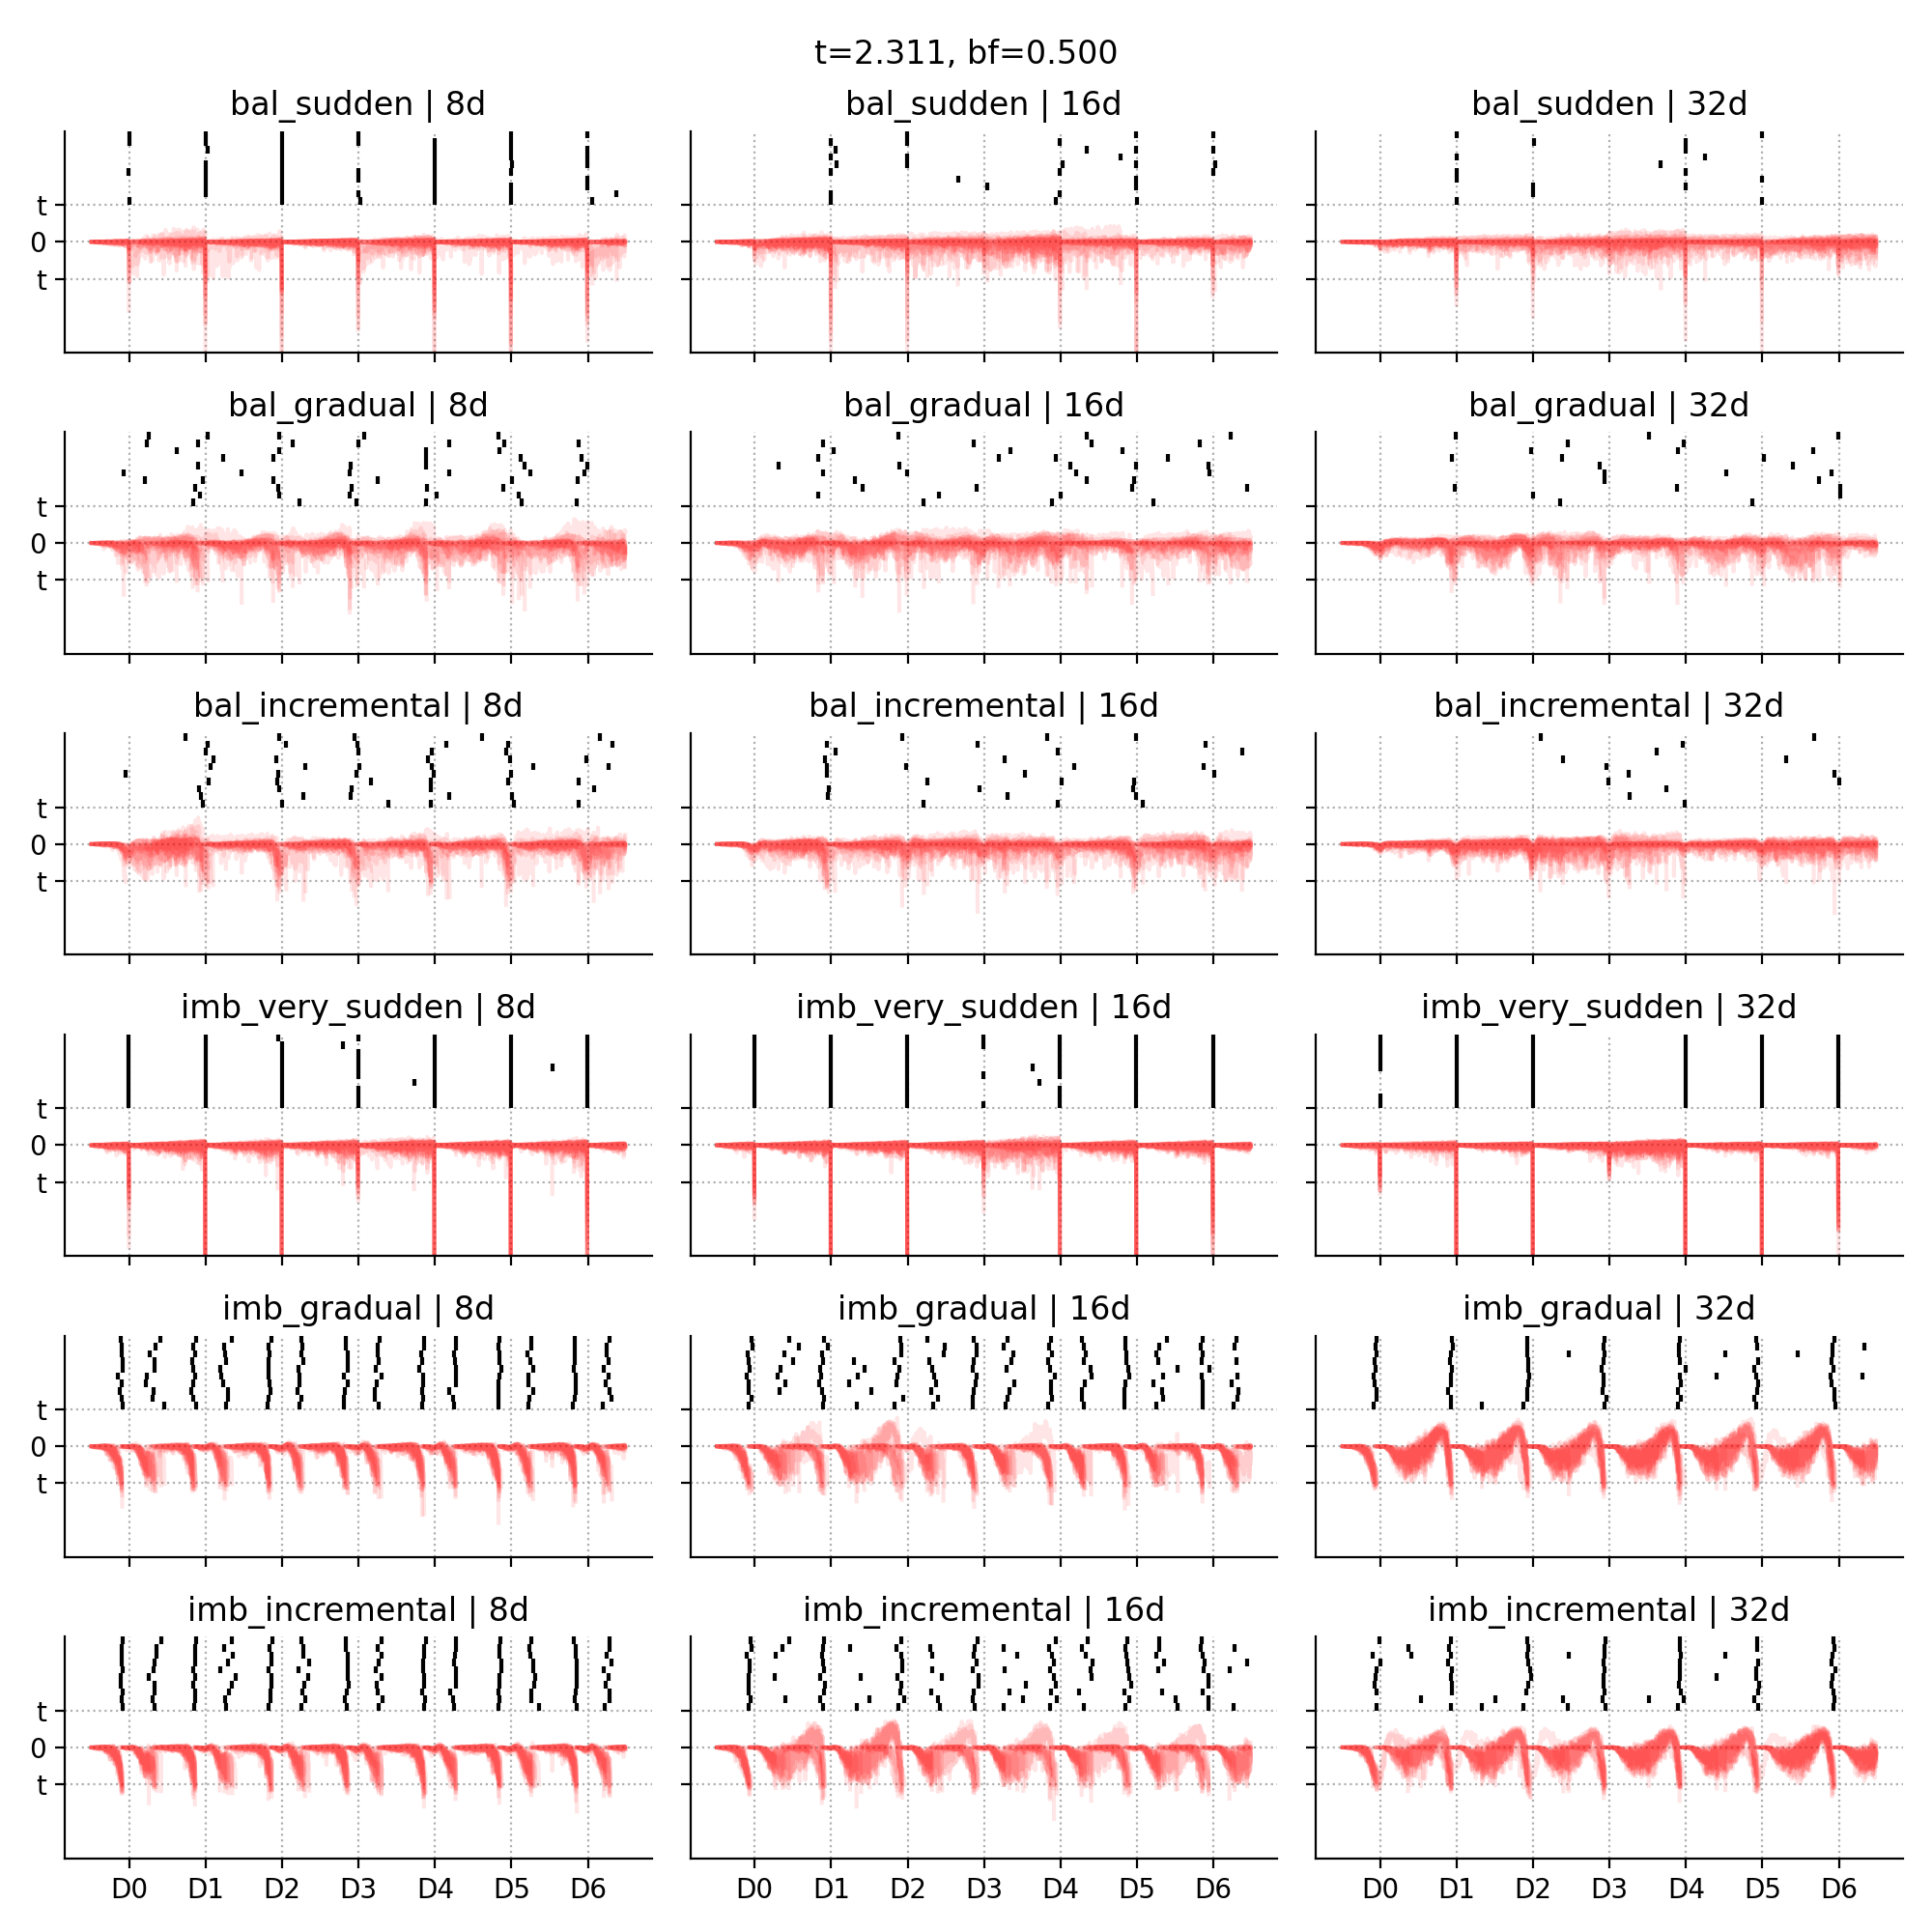 t=2.311, bf=0.500
bal_sudden | 8d
bal_sudden | 16d
bal_sudden | 32d
t
0
t
bal_gradual | 8d
bal_gradual | 16d
bal_gradual | 32d
t
0
t
bal_incremental | 8d
bal_incremental | 16d
bal_incremental | 32d
t
0
t
imb_very_sudden | 8d
imb_very_sudden | 16d
imb_very_sudden | 32d
t
0
t
imb_gradual | 8d
imb_gradual | 16d
imb_gradual | 32d
t
0
t
imb_incremental | 8d
imb_incremental | 16d
imb_incremental | 32d
t
0
t
D0 D1 D2 D3 D4 D5 D6
D0 D1 D2 D3 D4 D5 D6
D0 D1 D2 D3 D4 D5 D6